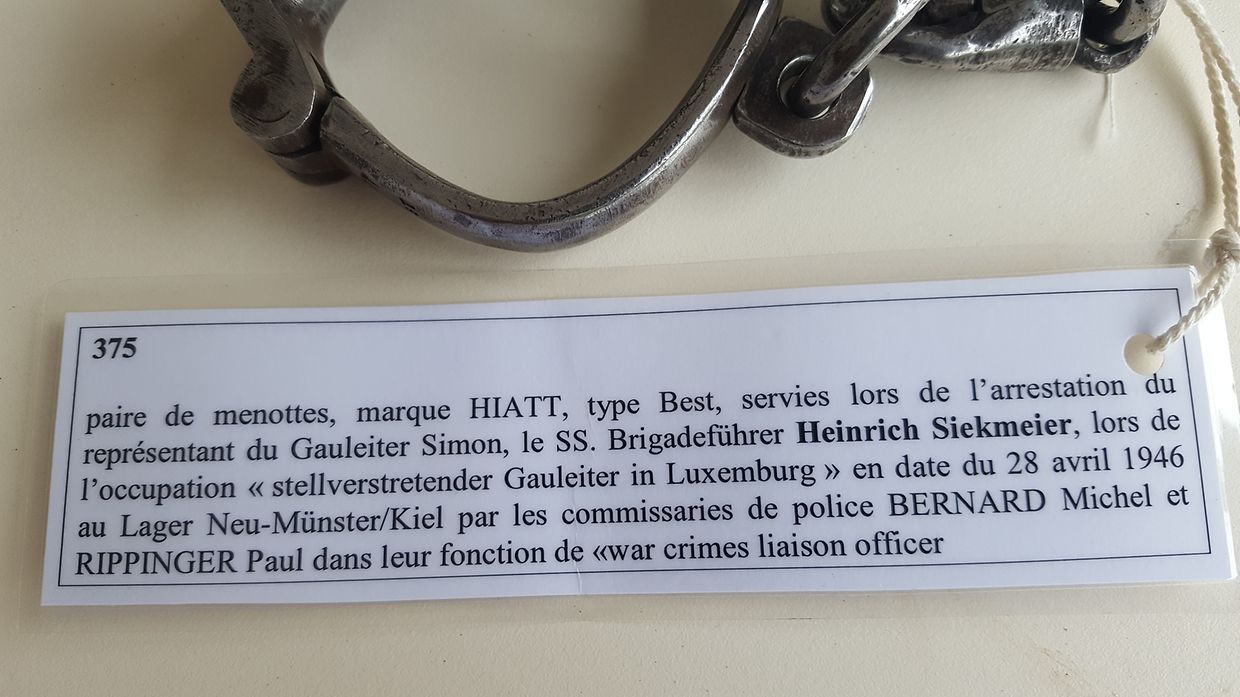 375
paire de menottes, marque HIATT, type Best, servies lors de l’arrestation du
représentant du Gauleiter Simon, le SS. Brigadeführer Heinrich Siekmeier, lors de
l’occupation « stellverstretender Gauleiter in Luxemburg » en date du 28 avril 1946
au Lager Neu-Münster/Kiel par les commissaries de police BERNARD Michel et
RIPPINGER Paul dans leur fonction de «war crimes liaison officer